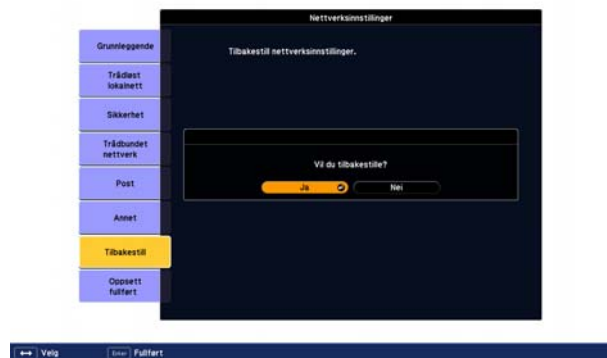 Nettverksinnstillinger
Grunnleggende
Tilbakestill nettverksinnstillinger.
Trådløst
lokalnett
Sikkerhet
Trådbundet
nettverk
Vil du tilbakestille?
Post
Ja
Nei
Annet
Tilbakestill
Oppsett
fullført
Velg
Enter Fullført